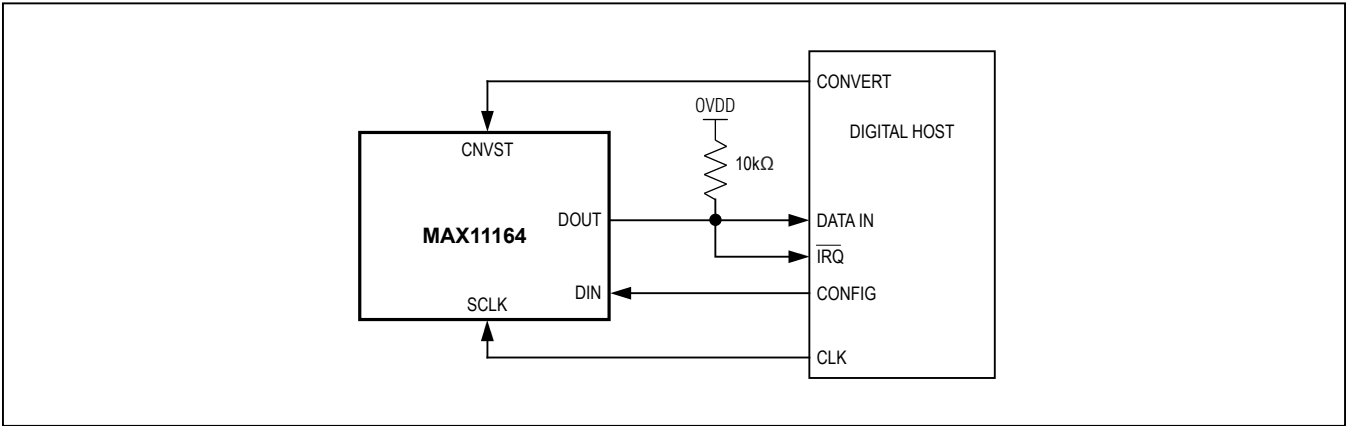 CONVERT
OVDD
DIGITAL HOST
CNVST
10kΩ
DOUT
DATA IN
MAX11164
IRQ
DIN
CONFIG
SCLK
CLK